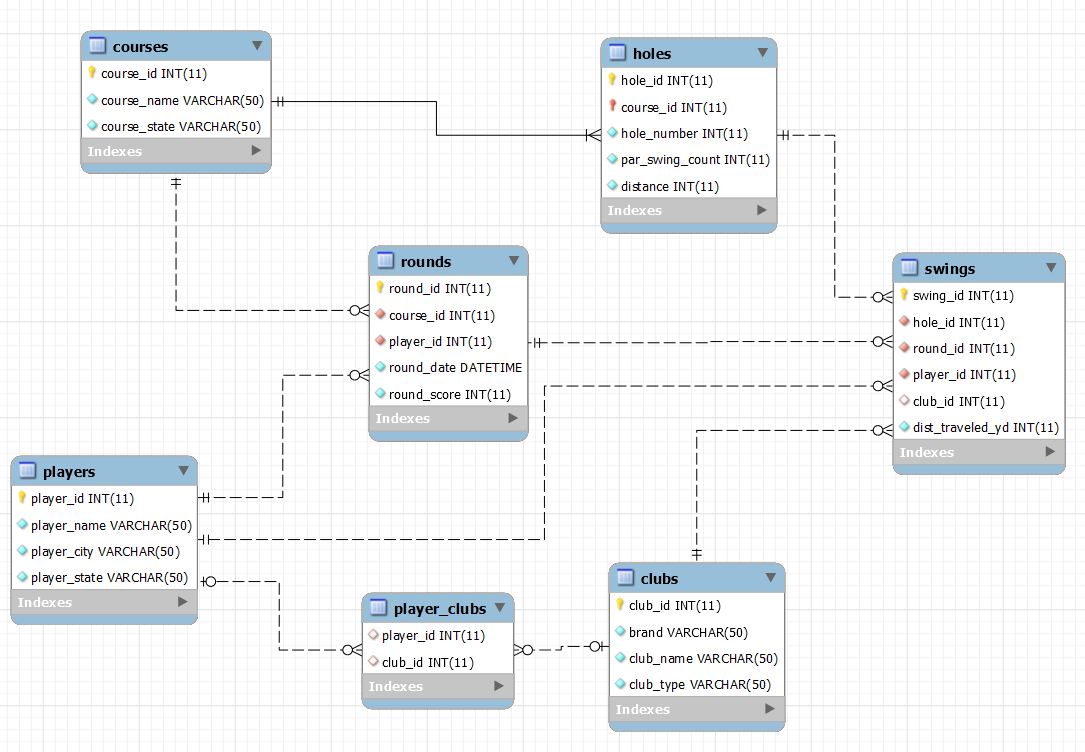 courses
course_id INT(11)
course_name VARCHAR(50)
course_state VARCHAR(50)
Indexes
holes
hole_id INT(11)
course_id INT(11)
hole_number INT(11)
par_swing_count INT(11)
distance INT(11)
Indexes
rounds
round_id INT(11)
course_id INT(11)
player_id INT(11)
round_date DATETIME
round_score INT(11)
Indexes
swings
swing_id INT(11)
hole_id INT(11)
round_id INT(11)
player_id INT(11)
club_id INT(11)
dist_traveled_yd INT(11)
Indexes
players
player_id INT(11)
player_name VARCHAR(50)
player_city VARCHAR(50)
player_state VARCHAR(50)
Indexes
player_clubs
player_id INT(11)
club_id INT(11)
Indexes
clubs
club_id INT(11)
brand VARCHAR(50)
club_name VARCHAR(50)
club_type VARCHAR(50)
Indexes